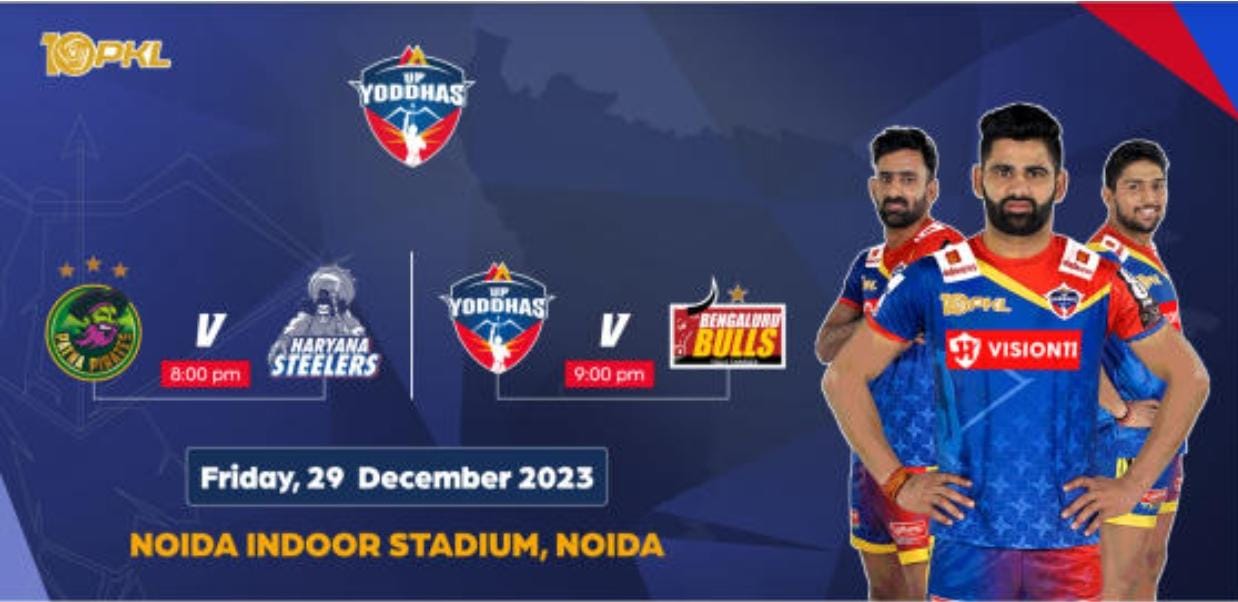 10PKL
UP
YODDHAS
PATNA PIRATES
V
8:00 pm
HARYANA
STEELERS
UP
YODDHAS
V
9:00 pm
BENGALURU
BULLS
Friday, 29 December 2023
NOIDA INDOOR STADIUM, NOIDA
10PKL
VISION11